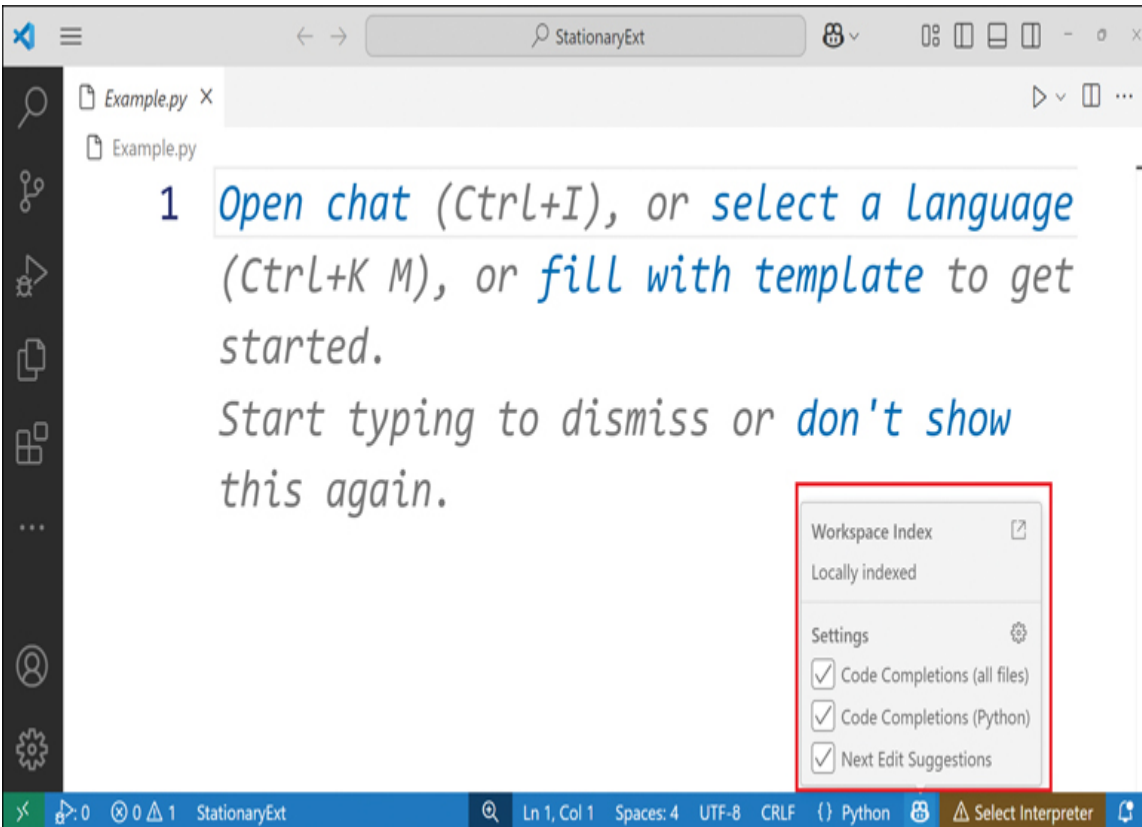 StationaryExt
Example.py
Example.py
1 Open chat (Ctrl+I), or select a language
(Ctrl+K M), or fill with template to get
started.
Start typing to dismiss or don't show
this again.
Workspace Index
Locally indexed
Settings
Code Completions (all files)
Code Completions (Python)
Next Edit Suggestions
0 0 1 StationaryExt Ln 1, Col 1 Spaces: 4 UTF-8 CRLF {} Python Select Interpreter